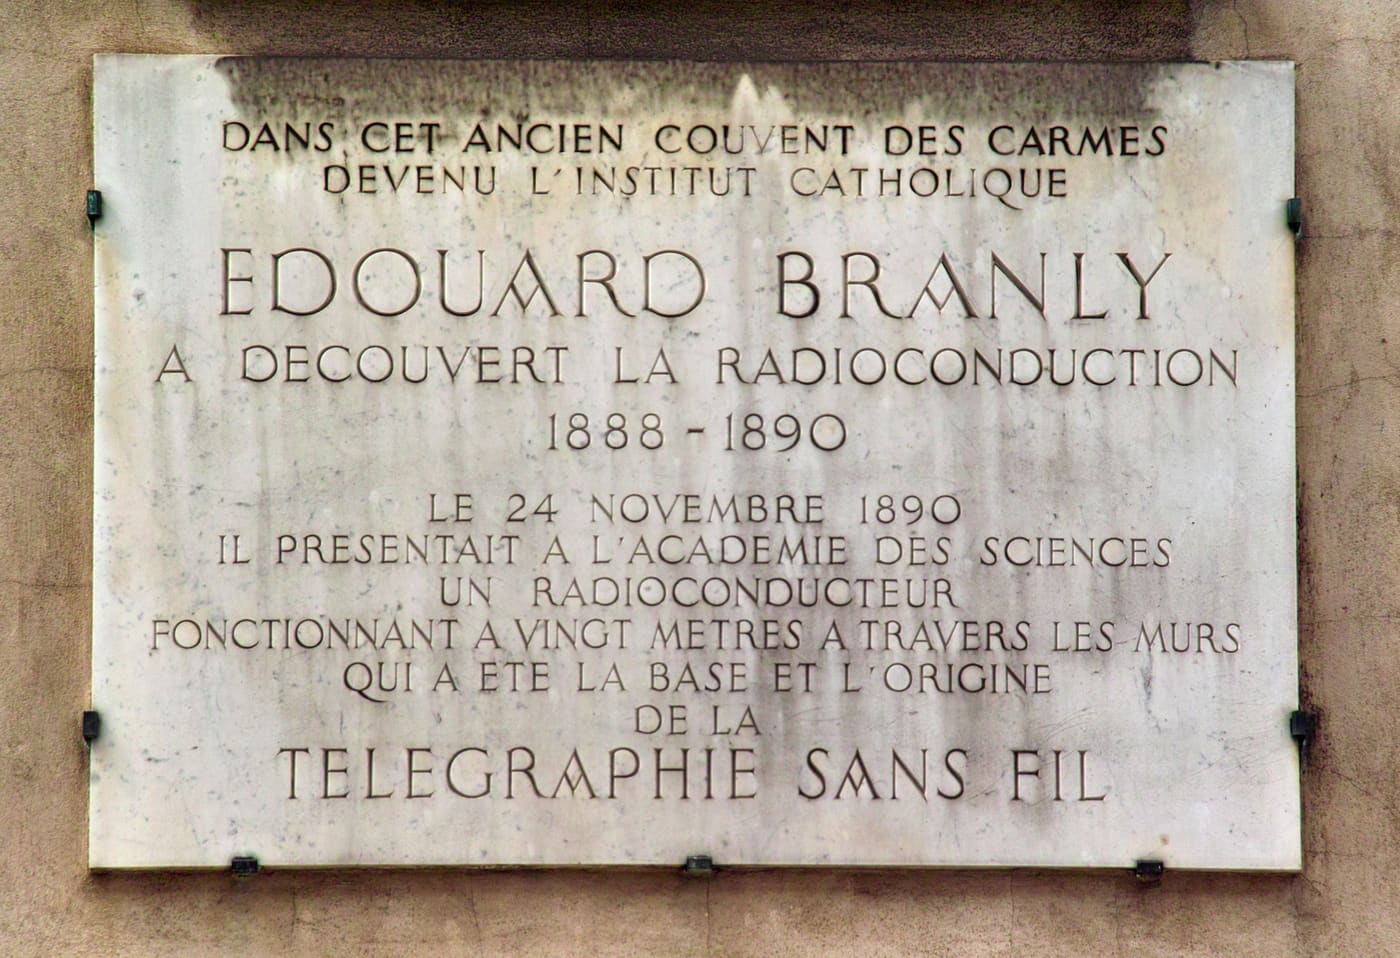 DANS CET ANCIEN COUVENT DES CARMES
DEVENU L'INSTITUT CATHOLIQUE
EDOUARD BRANLY
A DECOUVERT LA RADIOCONDUCTION
1888 - 1890
LE 24 NOVEMBRE 1890
IL PRESENTAIT A L'ACADEMIE DES SCIENCES
UN RADIOCONDUCTEUR
FONCTIONNANT A VINGT METRES A TRAVERS LES MURS
QUI A ETE LA BASE ET L'ORIGINE
DE LA
TELEGRAPHIE SANS FIL